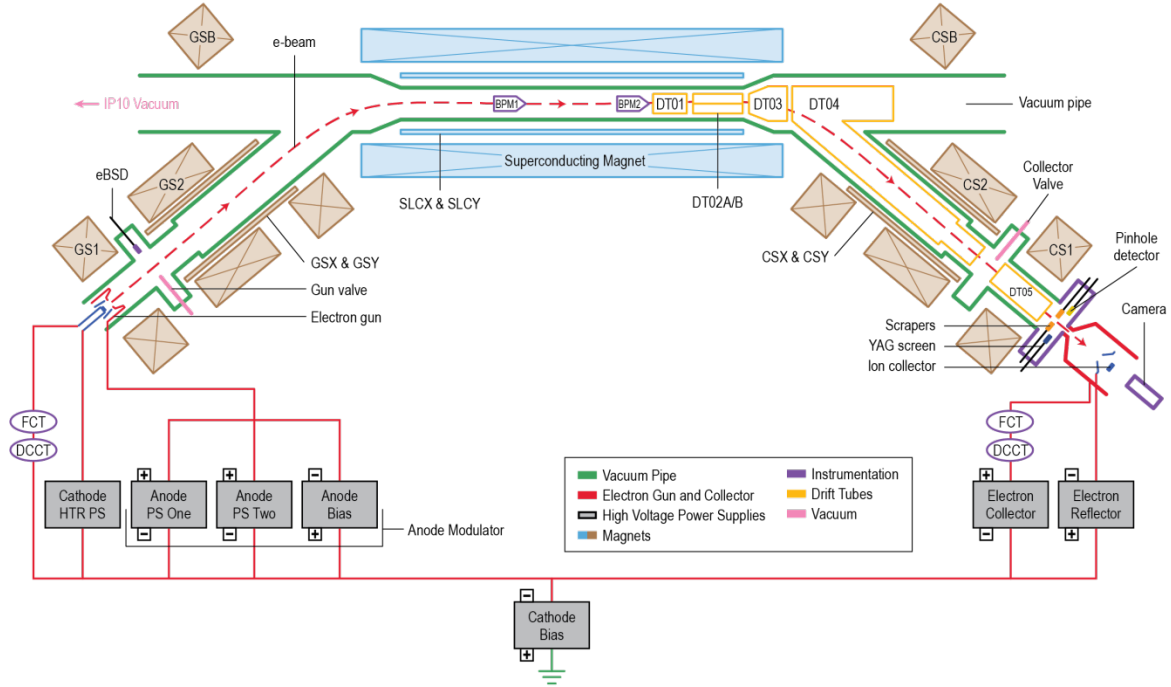 GSB
e-beam
CSB
IP10 Vacuum
BPM1
BPM2
DT01
DT03
DT04
Vacuum pipe
eBSD
GS2
Superconducting Magnet
CS2
Collector
Valve
SLCX & SLCY
DT02A/B
GS1
CS1
Pinhole
detector
GSX & GSY
CSX & CSY
Gun valve
DT05
Electron gun
Camera
Scrapers
YAG screen
Ion collector
FCT
DCCT
FCT
DCCT
+
+
-
+
-
Cathode
HTR PS
Anode
PS One
Anode
PS Two
Anode
Bias
Electron
Collector
Electron
Reflector
-
-
+
-
+
Anode Modulator
Vacuum Pipe
Electron Gun and Collector
High Voltage Power Supplies
Magnets
Instrumentation
Drift Tubes
Vacuum
-
Cathode
Bias
+